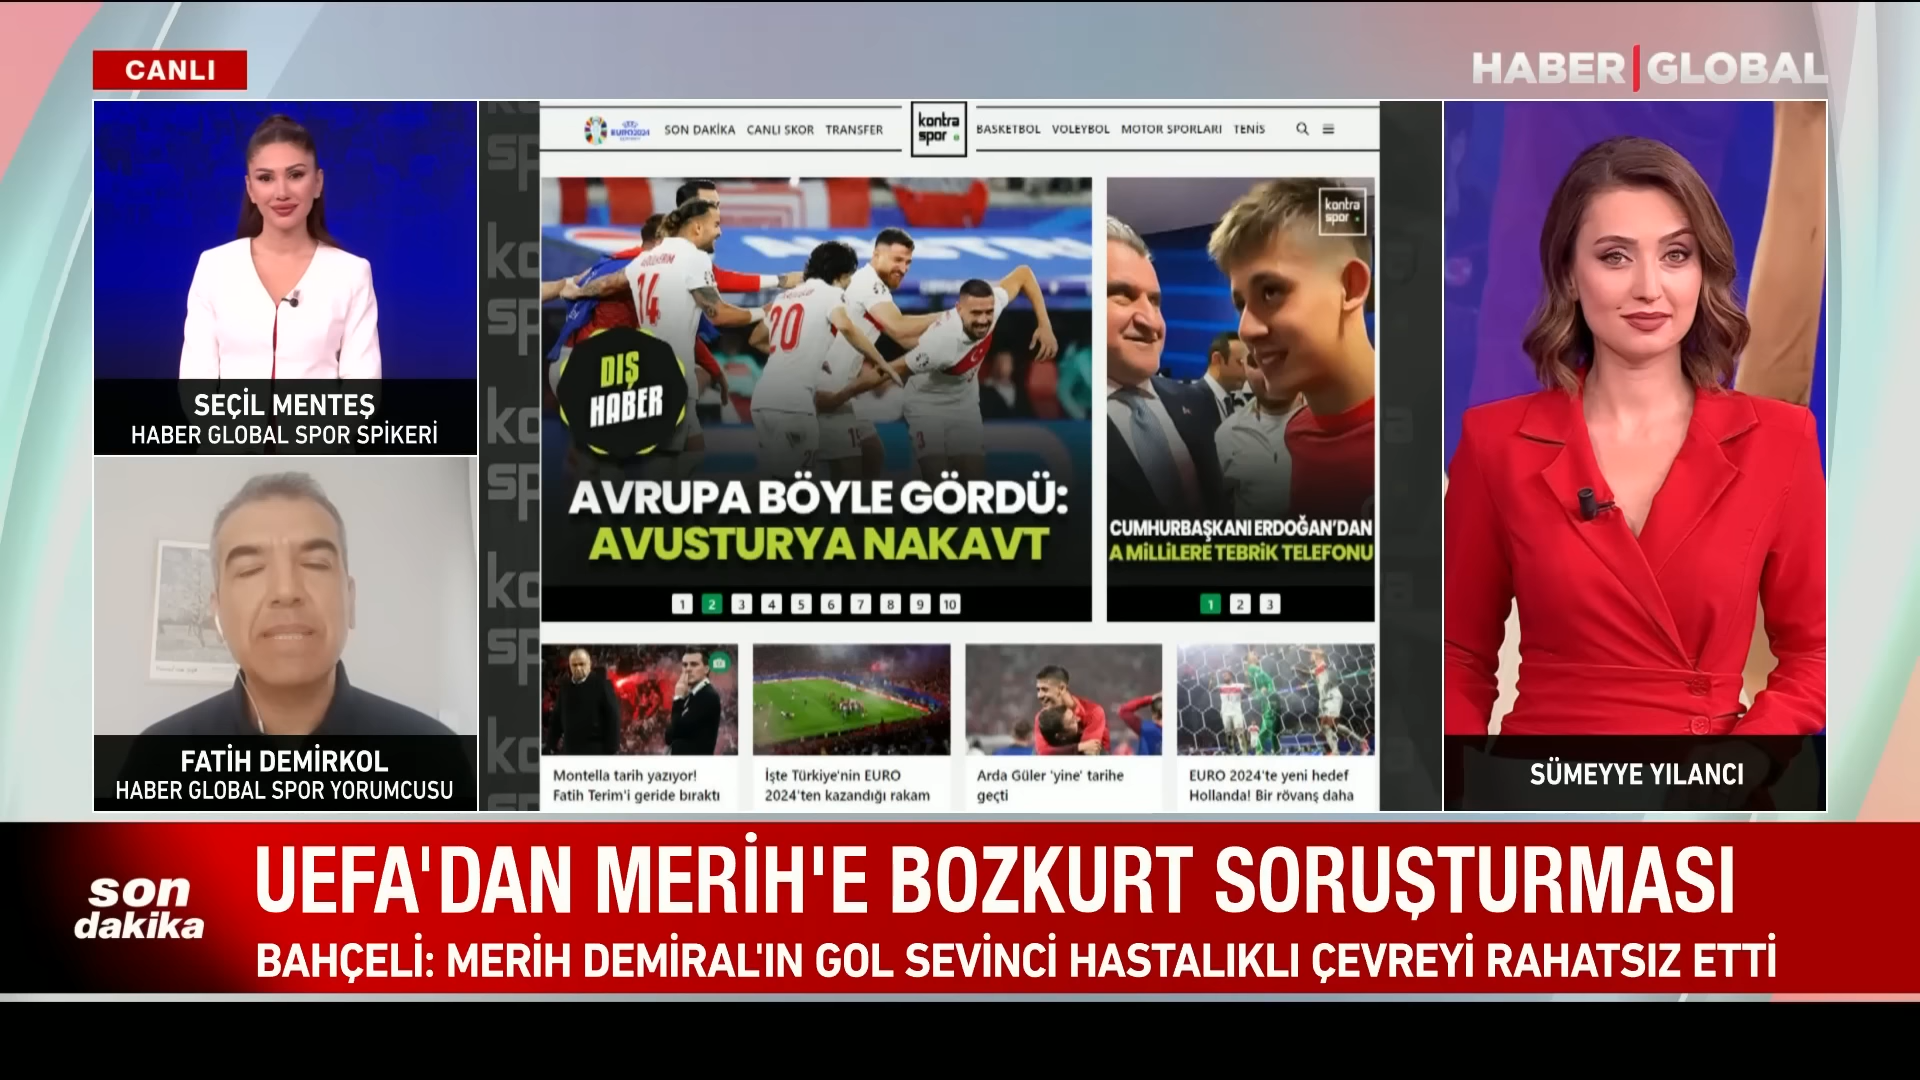 CANLI
HABER GLOBAL
EURO2024
SON DAKİKA CANLI SKOR TRANSFER
kontra
spor
BASKETBOL VOLEYBOL MOTOR SPORLARI TENİS
kontra
spor
14
20
DIŞ
HABER
AVRUPA BÖYLE GÖRDÜ:
AVUSTURYA NAKAVT
1 2 3 4 5 6 7 8 9 10
CUMHURBAŞKANI ERDOĞAN'DAN
A MİLLİLERE TEBRİK TELEFONU
1 2 3
Montella tarih yazıyor!
Fatih Terim'i geride bıraktı
İşte Türkiye'nin EURO
2024'ten kazandığı rakam
Arda Güler 'yine' tarihe
geçti
EURO 2024'te yeni hedef
Hollanda! Bir rövanş daha
SEÇİL MENTEŞ
HABER GLOBAL SPOR SPİKERİ
FATİH DEMİRKOL
HABER GLOBAL SPOR YORUMCUSU
SÜMEYYE YILANCI
son
dakika
UEFA'DAN MERİH'E BOZKURT SORUŞTURMASI
BAHÇELİ: MERİH DEMİRAL'IN GOL SEVİNCİ HASTALIKLI ÇEVREYİ RAHATSIZ ETTİ